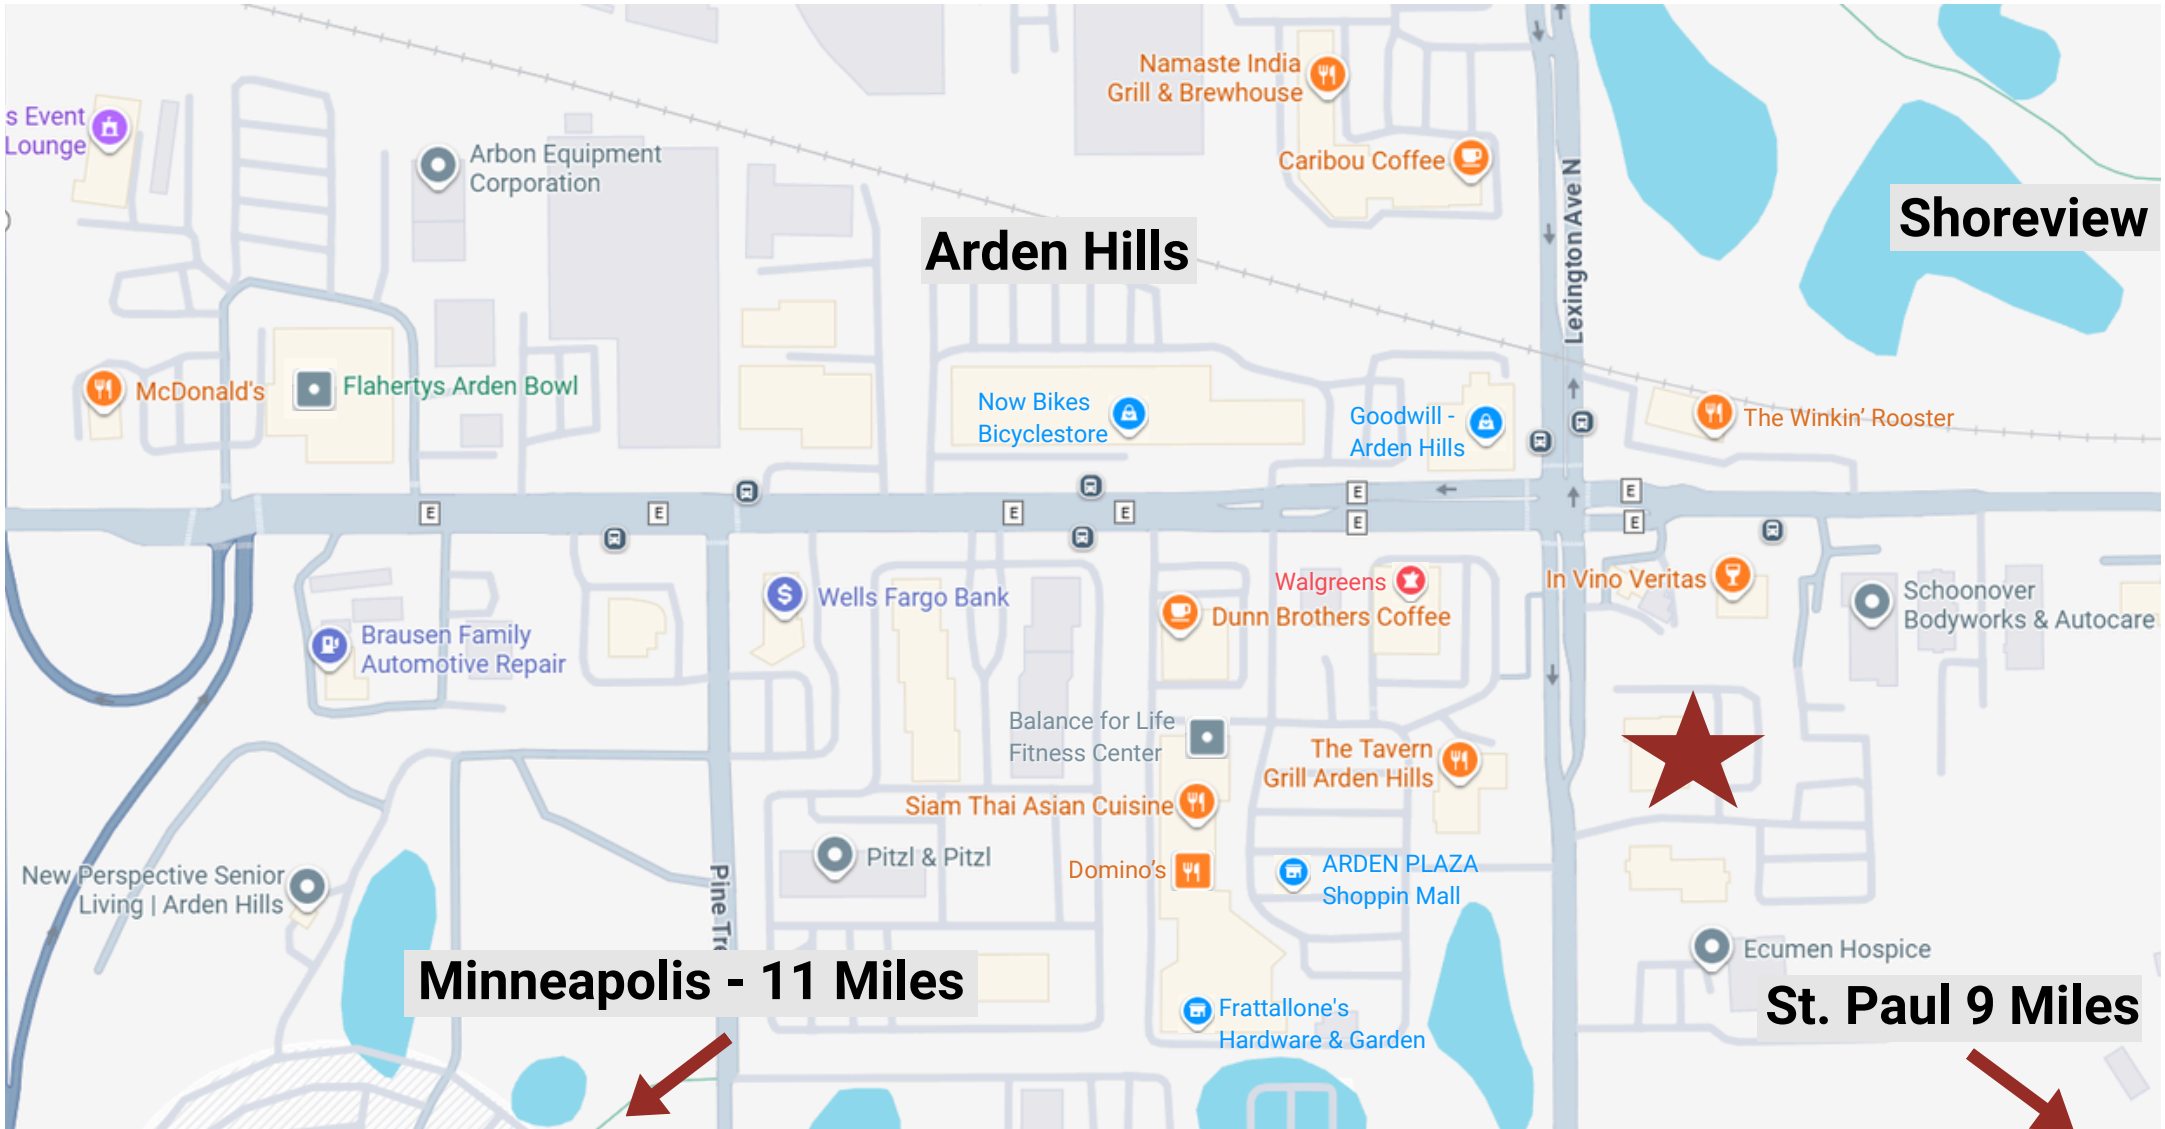 Namaste India
Grill & Brewhouse
s Event
Lounge
Arbon Equipment
Corporation
Caribou Coffee
Lexington Ave N
Shoreview
Arden Hills
McDonald's
Flahertys Arden Bowl
Now Bikes
Bicyclestore
Goodwill -
Arden Hills
The Winkin’ Rooster
E
E
E
E
E
E
E
E
Wells Fargo Bank
Walgreens
Dunn Brothers Coffee
In Vino Veritas
Schoonover
Bodyworks & Autocare
Brausen Family
Automotive Repair
Balance for Life
Fitness Center
The Tavern
Grill Arden Hills
Siam Thai Asian Cuisine
Pitzl & Pitzl
Domino’s
ARDEN PLAZA
Shoppin Mall
New Perspective Senior
Living | Arden Hills
Pine Tre
Ecumen Hospice
Minneapolis - 11 Miles
St. Paul 9 Miles
Frattallone's
Hardware & Garden